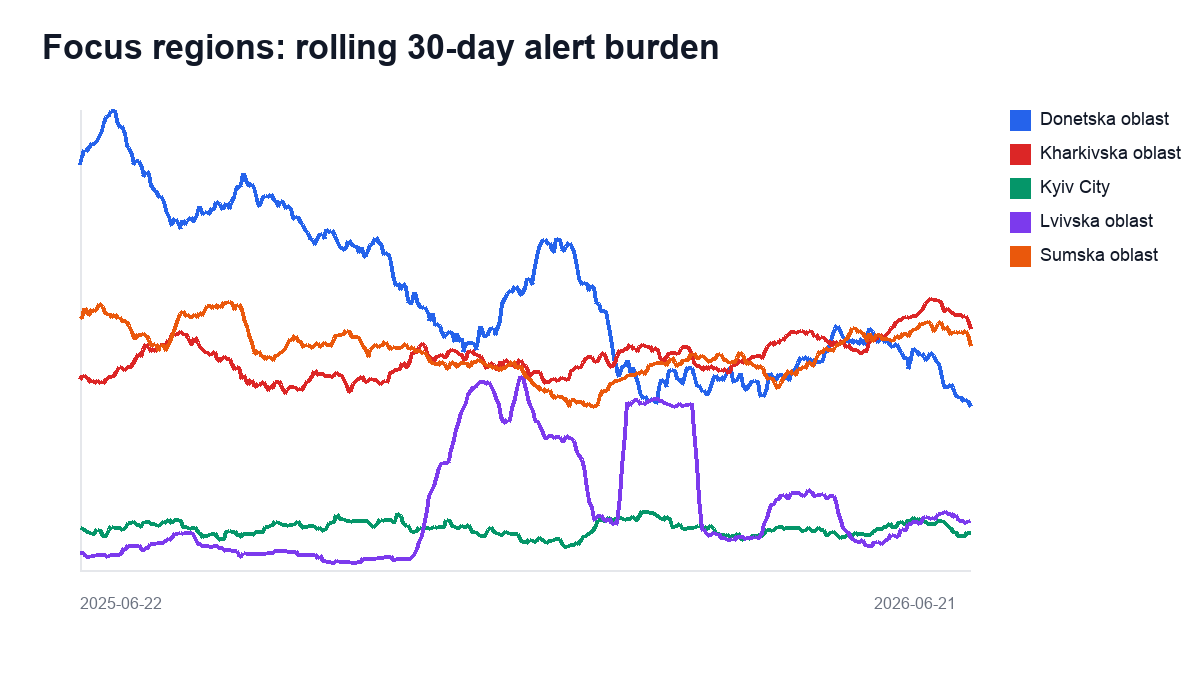 Focus regions: rolling 30-day alert burden
Donetska oblast
Kharkivska oblast
Kyiv City
Lvivska oblast
Sumska oblast
2025-06-22
2026-06-21